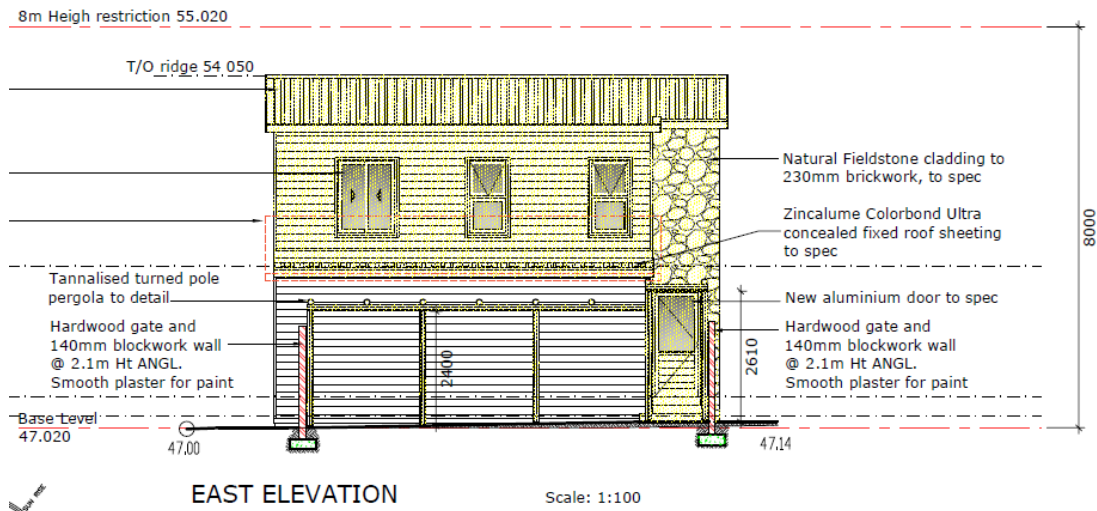 8m Heigh restriction 55.020
T/O ridge 54 050
Natural Fieldstone cladding to
230mm brickwork, to spec
Zincalume Colorbond Ultra
concealed fixed roof sheeting
to spec
8000
Tannalised turned pole
pergola to detail
New aluminium door to spec
Hardwood gate and
140mm blockwork wall
@ 2.1m Ht ANGL.
Smooth plaster for paint
2400
2610
Hardwood gate and
140mm blockwork wall
@ 2.1m Ht ANGL.
Smooth plaster for paint
Base Level
47.020
47.00
47.14
SUN RISE
EAST ELEVATION
Scale: 1:100